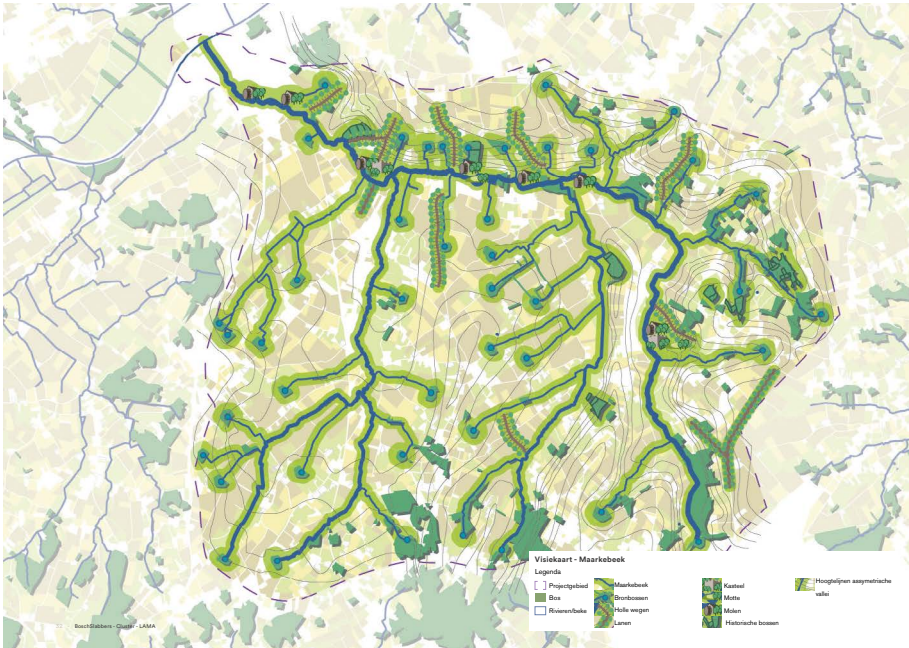 Visiekaart - Maarkebeek
Legenda
Projectgebied
Bos
Rivieren/beke
Maarkebeek
Bronbossen
Holle wegen
Lanen
Kasteel
Motte
Molen
Historische bossen
Hoogtelijnen assymetrische
vallei
BoschSlabbers - Cluster - LAMA